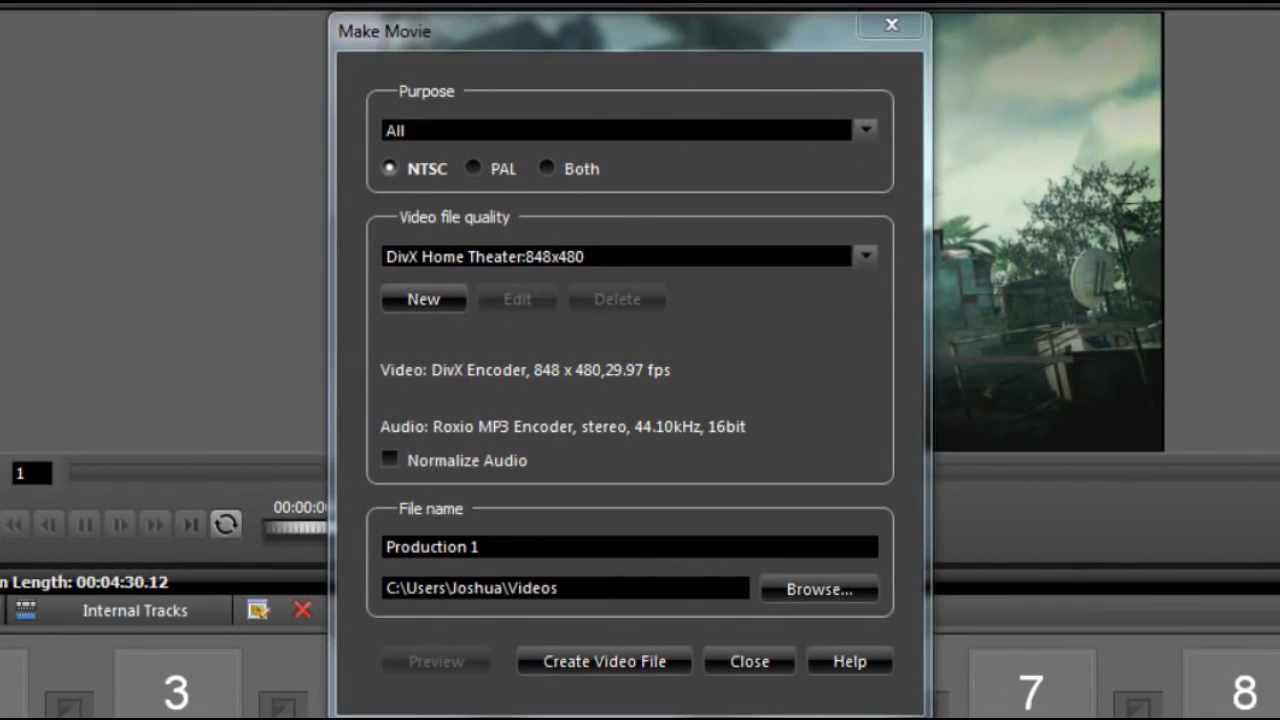 Make Movie
Purpose
All
NTSC PAL Both
Video file quality
DivX Home Theater:848x480
New Edit Delete
Video: DivX Encoder, 848 x 480,29.97 fps
Audio: Roxio MP3 Encoder, stereo, 44.10kHz, 16bit
Normalize Audio
1
File name
00:00:0
Production 1
n Length: 00:04:30.12
C:\Users\Joshua\Videos Browse...
Internal Tracks
Preview Create Video File Close Help
3 7 8